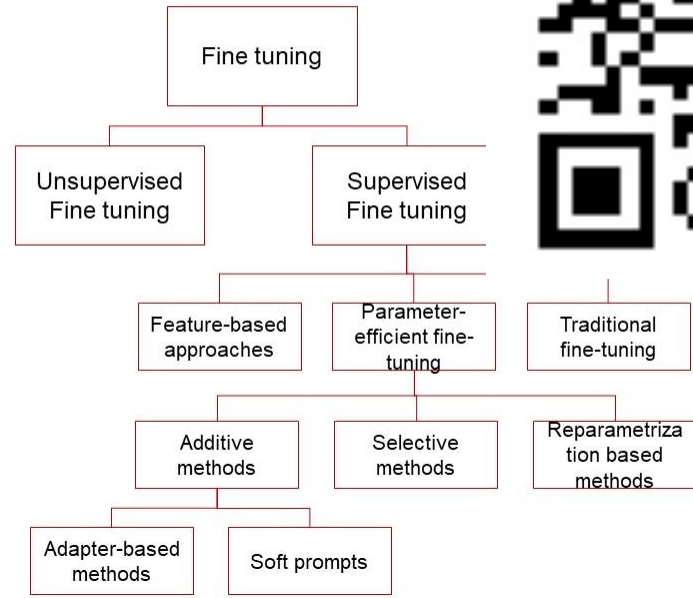 Fine tuning
Unsupervised
Fine tuning
Supervised
Fine tuning
Feature-based
approaches
Parameter-
efficient fine-
tuning
Traditional
fine-tuning
Additive
methods
Selective
methods
Reparametriza
tion based
methods
Adapter-based
methods
Soft prompts